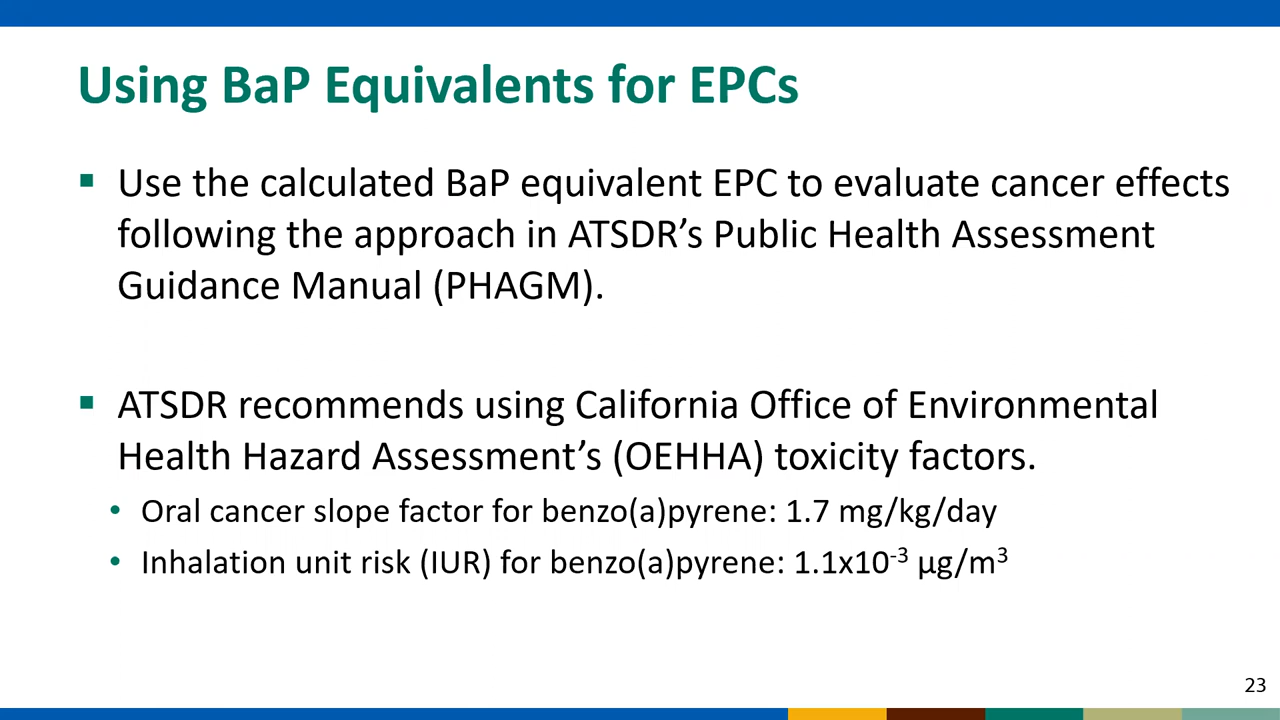 Using BaP Equivalents for EPCs
▪ Use the calculated BaP equivalent EPC to evaluate cancer effects
following the approach in ATSDR’s Public Health Assessment
Guidance Manual (PHAGM).
▪ ATSDR recommends using California Office of Environmental
Health Hazard Assessment’s (OEHHA) toxicity factors.
• Oral cancer slope factor for benzo(a)pyrene: 1.7 mg/kg/day
• Inhalation unit risk (IUR) for benzo(a)pyrene: 1.1x10⁻³ µg/m³
23